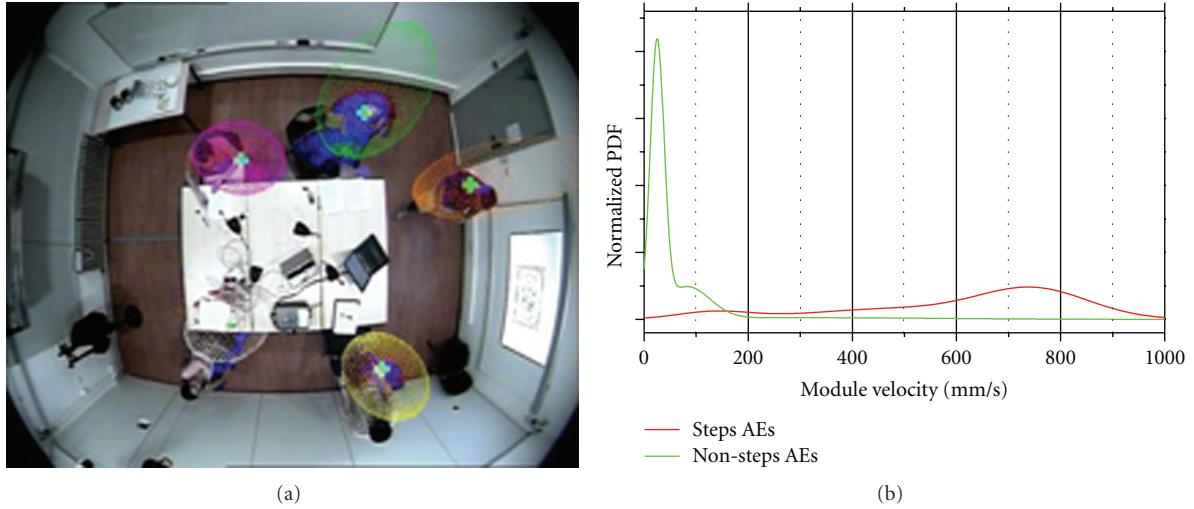 Normalized PDF
0 200 400 600 800 1000
Module velocity (mm/s)
Steps AEs
Non-steps AEs
(a)
(b)